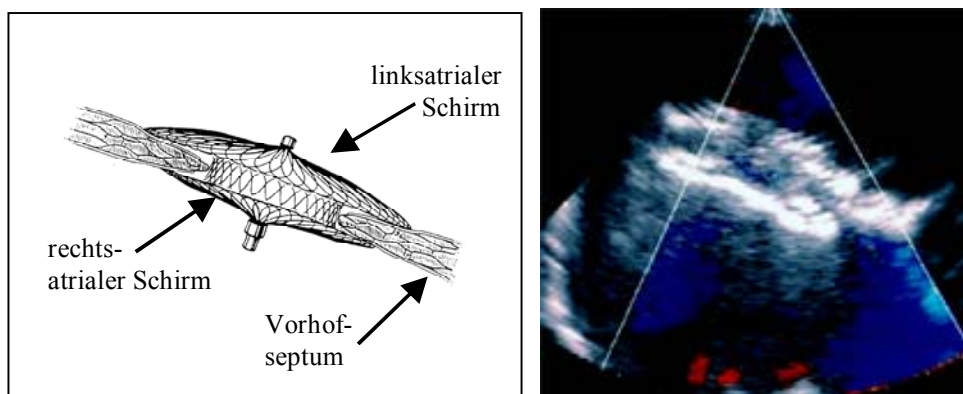 linksatrialer
Schirm
rechts-
atrialer Schirm
Vorhof-
septum